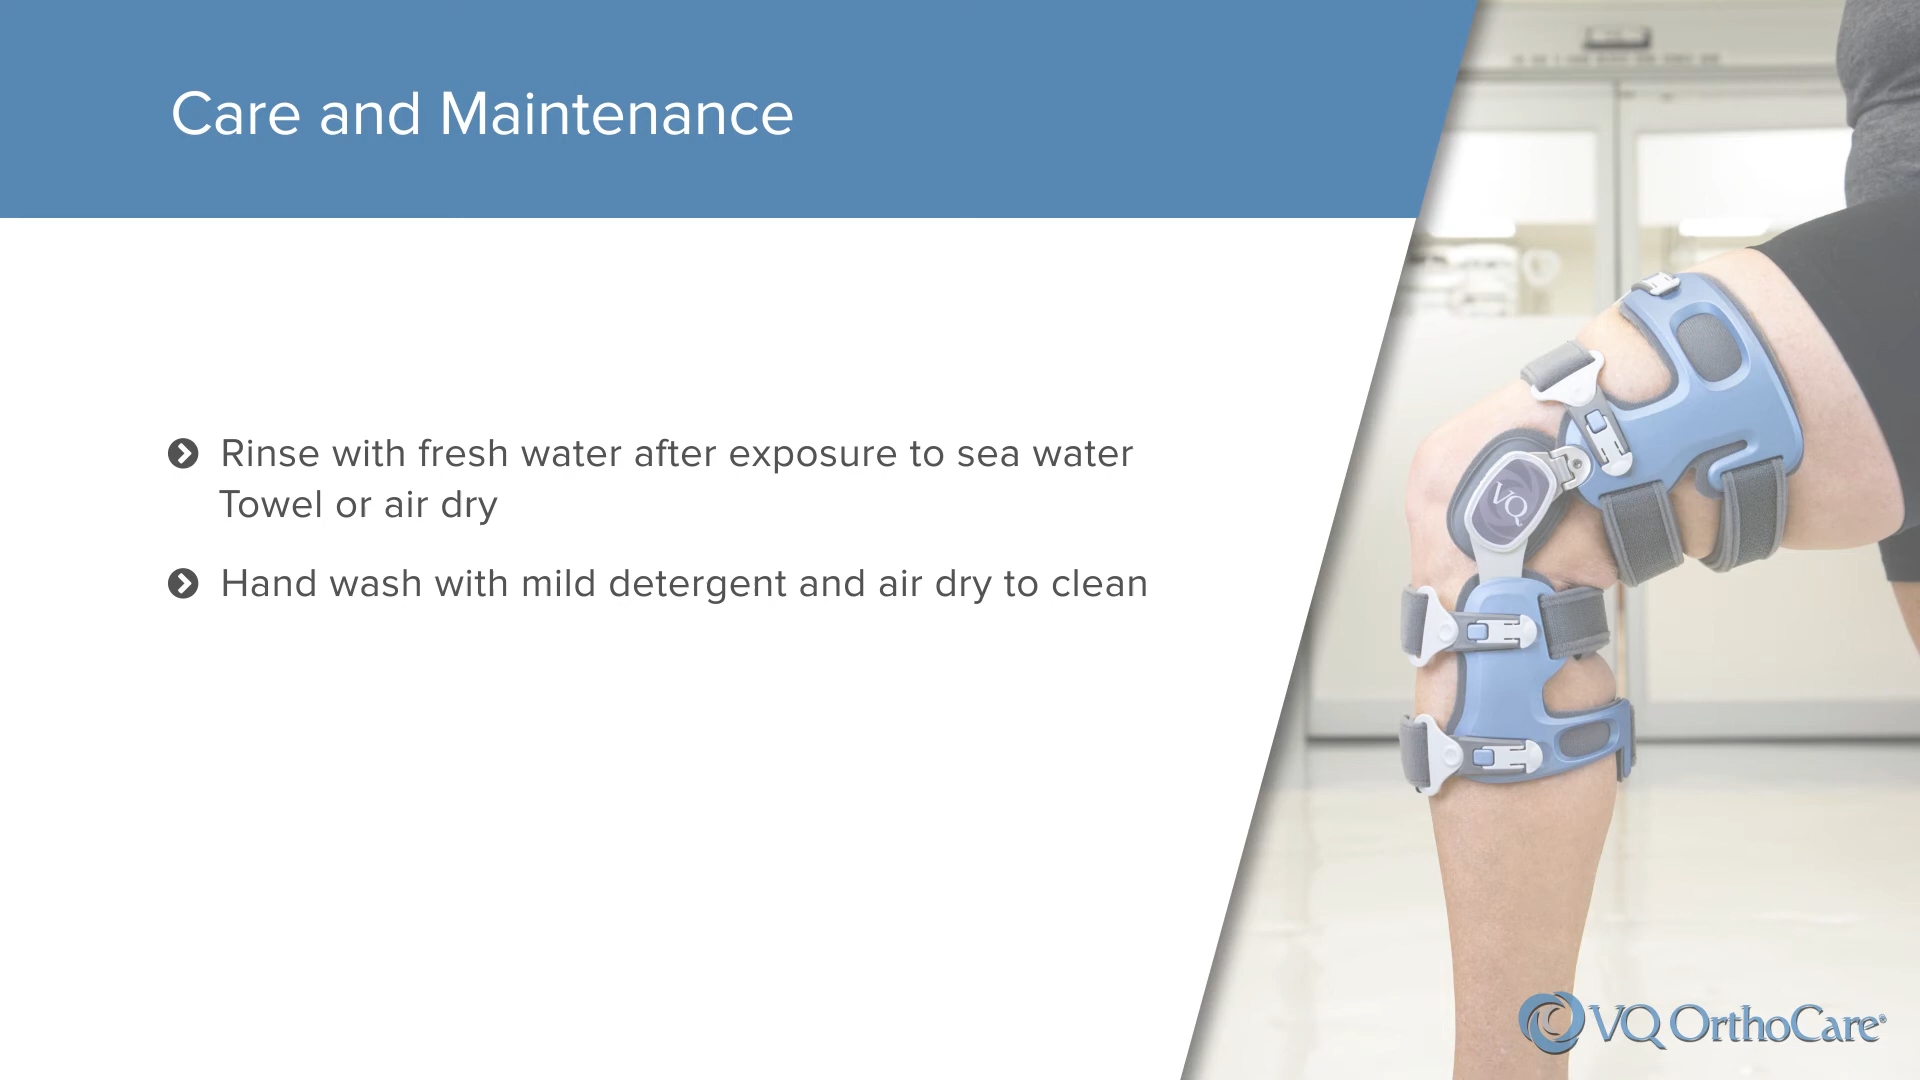 Care and Maintenance
Rinse with fresh water after exposure to sea water
Towel or air dry
Hand wash with mild detergent and air dry to clean
VQ
VQ OrthoCare®